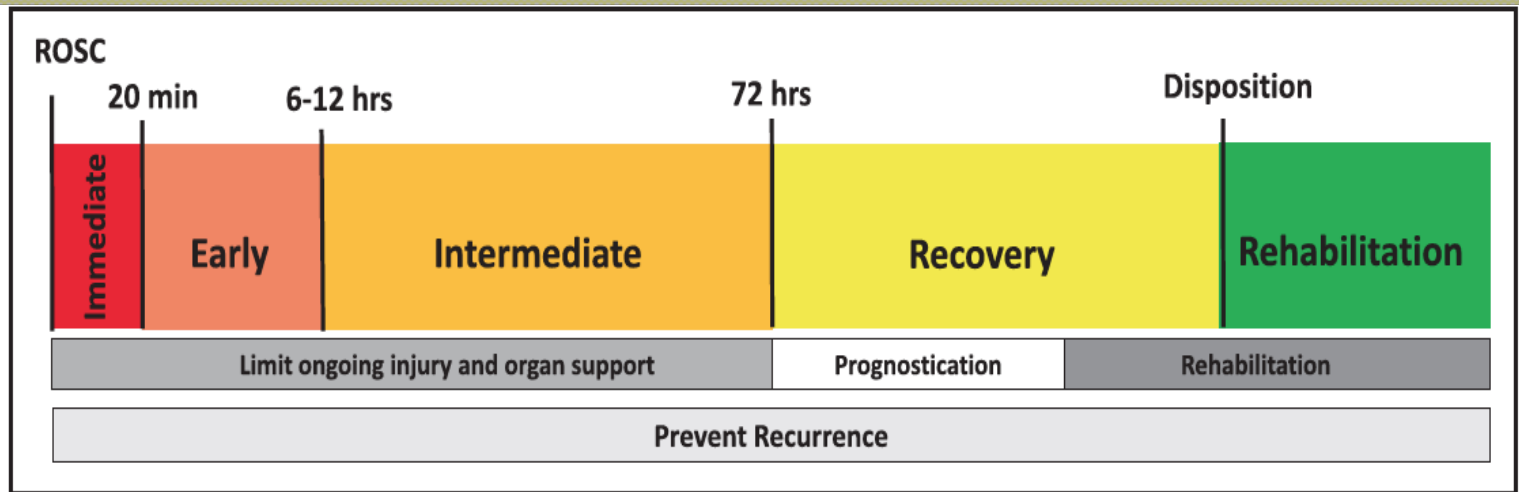 ROSC
20 min
6-12 hrs
72 hrs
Disposition
Immediate
Early
Intermediate
Recovery
Rehabilitation
Limit ongoing injury and organ support
Prognostication
Rehabilitation
Prevent Recurrence